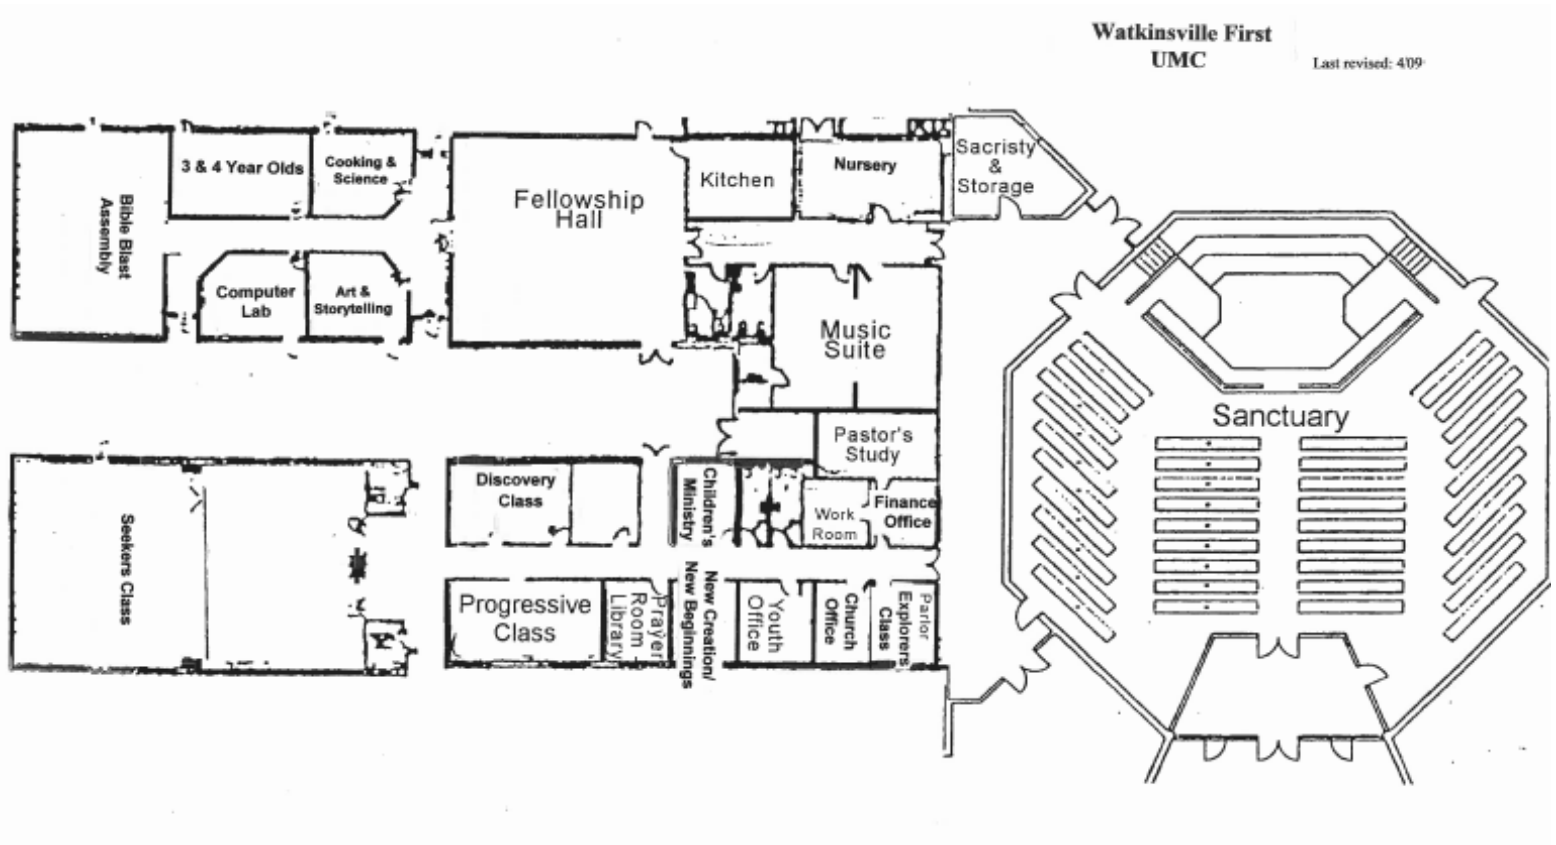 Watkinsville First
UMC
Last revised: 4/09
3 & 4 Year Olds
Cooking &
Science
Bible Blast
Assembly
Computer
Lab
Art &
Storytelling
Fellowship
Hall
Kitchen
Nursery
Sacristy
&
Storage
Music
Suite
Pastor's
Study
Sanctuary
Seekers Class
Discovery
Class
Children's
Ministry
Work
Room
Finance
Office
Progressive
Class
Prayer
Room
Library
New Creation/
New Beginnings
Youth
Office
Church
Office
Parlor
Explorers
Class